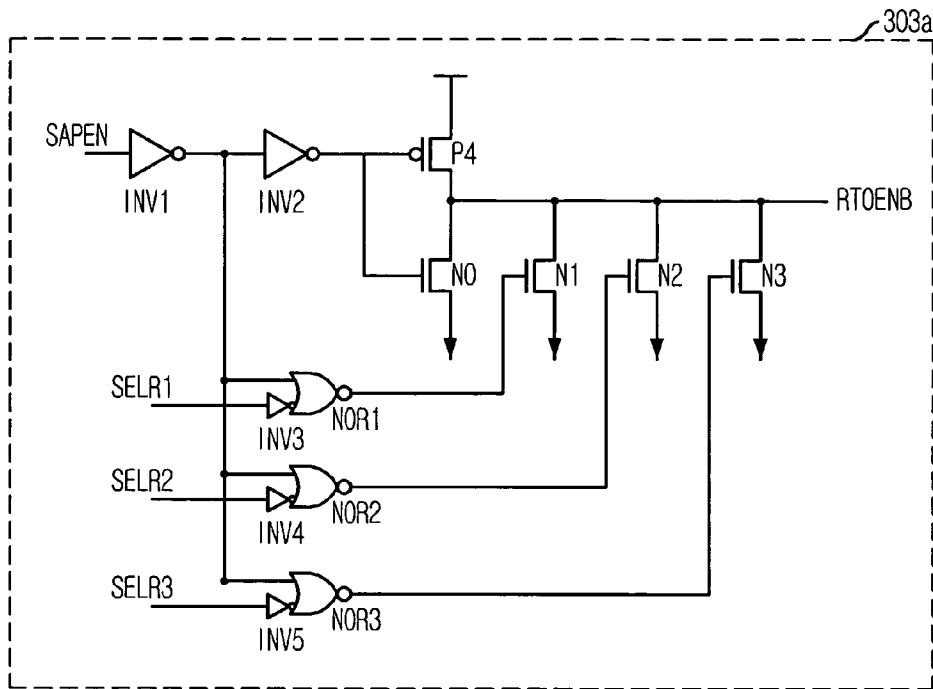 303a
SAPEN
INV1
INV2
P4
RTOENB
N0
N1
N2
N3
SELR1
INV3
NOR1
SELR2
INV4
NOR2
SELR3
INV5
NOR3